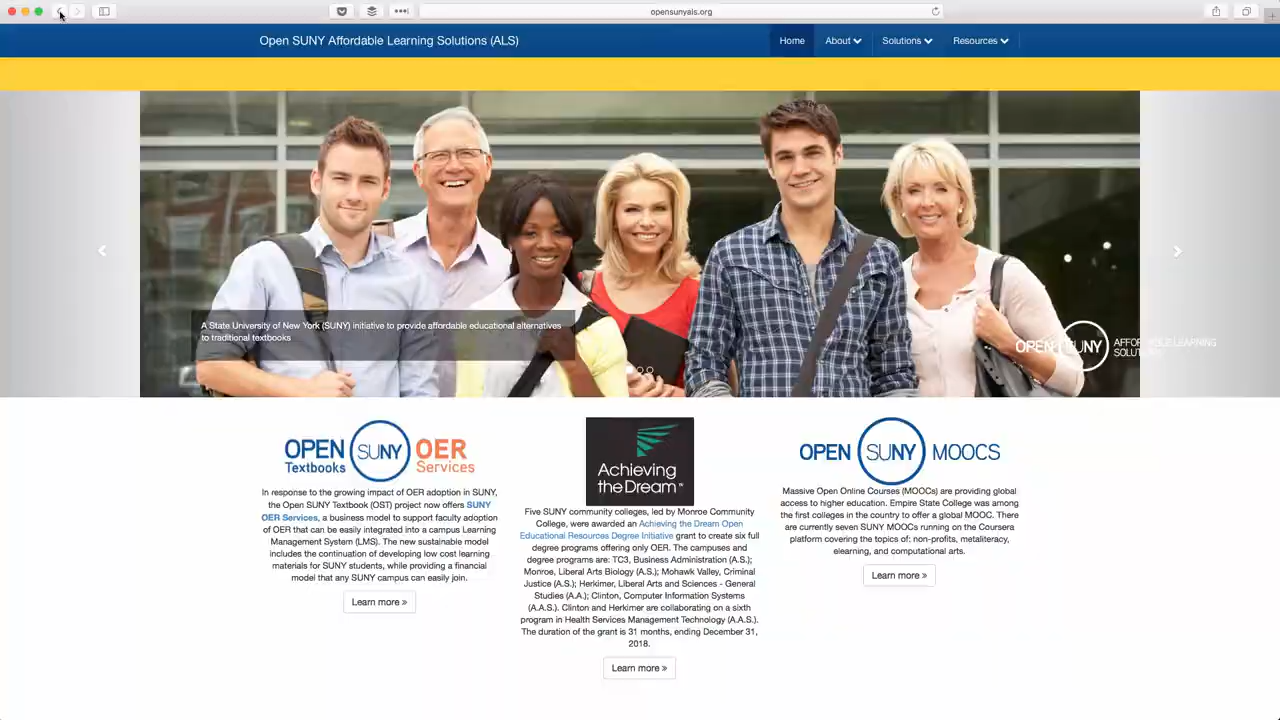 opensunyals.org
Open SUNY Affordable Learning Solutions (ALS)
Home
About
Solutions
Resources
A State University of New York (SUNY) initiative to provide affordable educational alternatives
to traditional textbooks
OPEN SUNY AFFORDABLE LEARNING
SOLUTIONS
OPEN SUNY OER
Textbooks Services
In response to the growing impact of OER adoption in SUNY,
the Open SUNY Textbook (OST) project now offers SUNY
OER Services, a business model to support faculty adoption
of OER that can be easily integrated into a campus Learning
Management System (LMS). The new sustainable model
includes the continuation of developing low cost learning
materials for SUNY students, while providing a financial
model that any SUNY campus can easily join.
Learn more »
Achieving
the Dream™
Five SUNY community colleges, led by Monroe Community
College, were awarded an Achieving the Dream Open
Educational Resources Degree Initiative grant to create six full
degree programs offering only OER. The campuses and
degree programs are: TC3, Business Administration (A.S.);
Monroe, Liberal Arts Biology (A.S.); Mohawk Valley, Criminal
Justice (A.S.); Herkimer, Liberal Arts and Sciences - General
Studies (A.A.); Clinton, Computer Information Systems
(A.A.S.). Clinton and Herkimer are collaborating on a sixth
program in Health Services Management Technology (A.A.S.).
The duration of the grant is 31 months, ending December 31,
2018.
Learn more »
OPEN SUNY MOOCS
Massive Open Online Courses (MOOCs) are providing global
access to higher education. Empire State College was among
the first colleges in the country to offer a global MOOC. There
are currently seven SUNY MOOCs running on the Coursera
platform covering the topics of: non-profits, metaliteracy,
elearning, and computational arts.
Learn more »